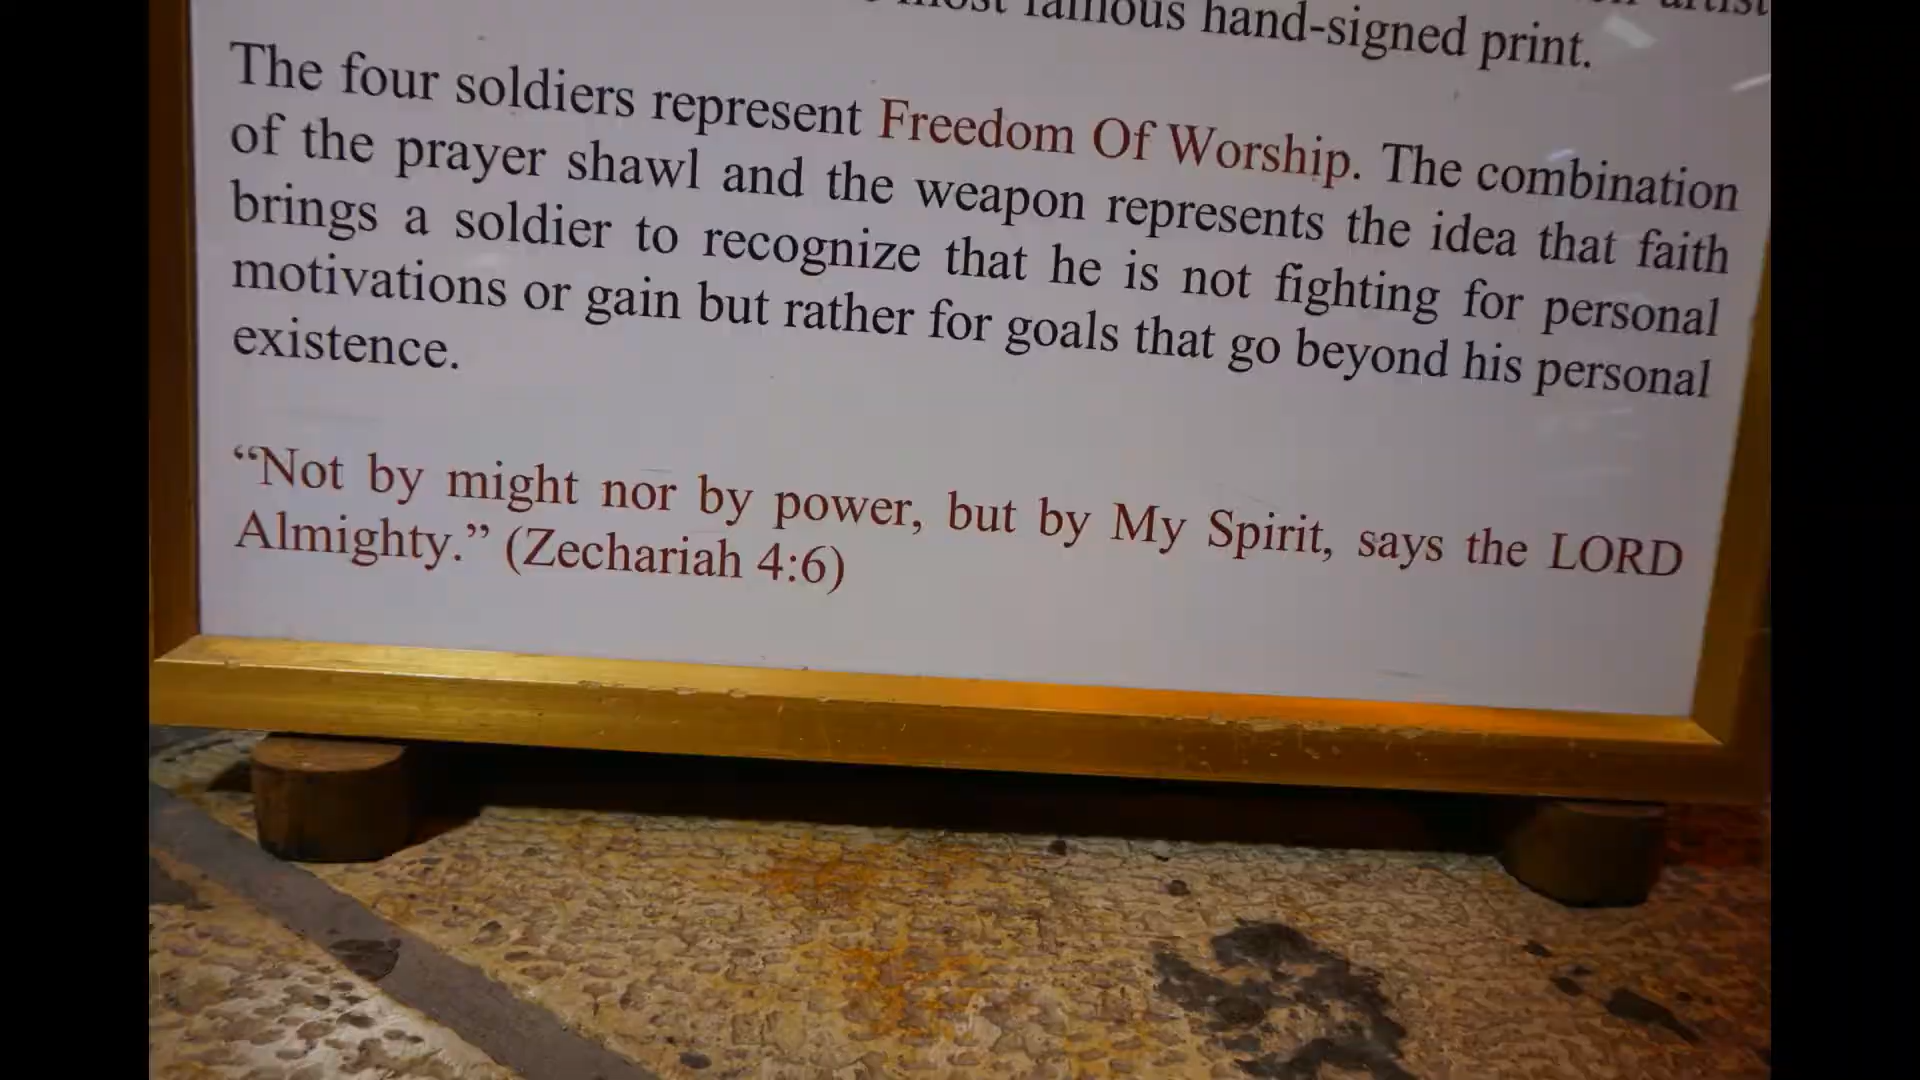 most famous hand-signed print.
The four soldiers represent Freedom Of Worship. The combination
of the prayer shawl and the weapon represents the idea that faith
brings a soldier to recognize that he is not fighting for personal
motivations or gain but rather for goals that go beyond his personal
existence.
“Not by might nor by power, but by My Spirit, says the LORD
Almighty.” (Zechariah 4:6)